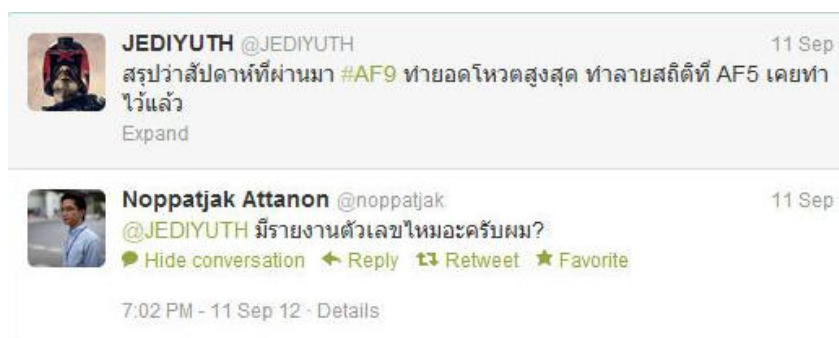 JEDIYUTH @JEDIYUTH 11 Sep
สรุปว่าสัปดาห์ที่ผ่านมา #AF9 ทำยอดโหวตสูงสุด ทำลายสถิติที่ AF5 เคยทำ
ไว้แล้ว
Expand
Noppatjak Attanon @noppatjak 11 Sep
@JEDIYUTH มีรายงานตัวเลขไหมอะครับผม?
Hide conversation Reply Retweet Favorite
7:02 PM - 11 Sep 12 · Details